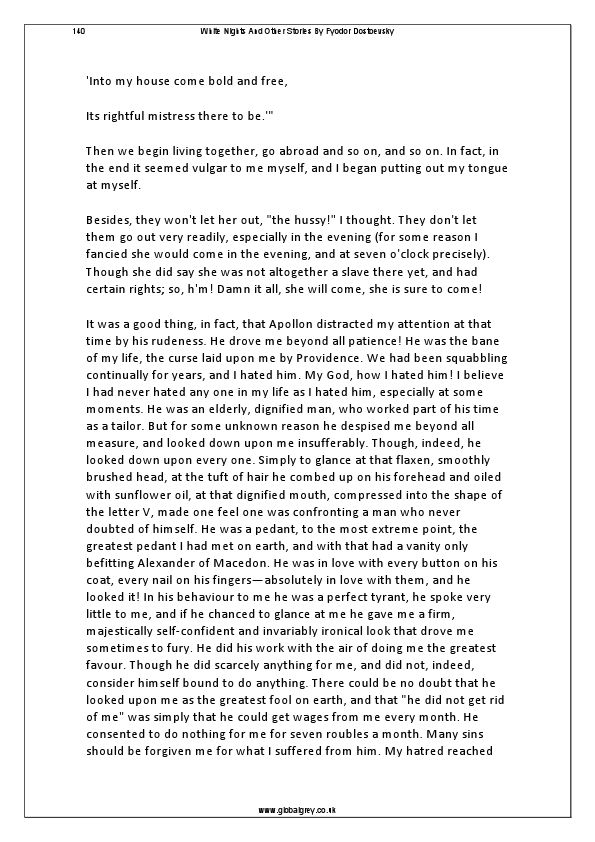 140 White Nights And Other Stories By Fyodor Dostoevsky
'Into my house come bold and free,
Its rightful mistress there to be.'"
Then we begin living together, go abroad and so on, and so on. In fact, in
the end it seemed vulgar to me myself, and I began putting out my tongue
at myself.
Besides, they won't let her out, "the hussy!" I thought. They don't let
them go out very readily, especially in the evening (for some reason I
fancied she would come in the evening, and at seven o'clock precisely).
Though she did say she was not altogether a slave there yet, and had
certain rights; so, h'm! Damn it all, she will come, she is sure to come!
It was a good thing, in fact, that Apollon distracted my attention at that
time by his rudeness. He drove me beyond all patience! He was the bane
of my life, the curse laid upon me by Providence. We had been squabbling
continually for years, and I hated him. My God, how I hated him! I believe
I had never hated any one in my life as I hated him, especially at some
moments. He was an elderly, dignified man, who worked part of his time
as a tailor. But for some unknown reason he despised me beyond all
measure, and looked down upon me insufferably. Though, indeed, he
looked down upon every one. Simply to glance at that flaxen, smoothly
brushed head, at the tuft of hair he combed up on his forehead and oiled
with sunflower oil, at that dignified mouth, compressed into the shape of
the letter V, made one feel one was confronting a man who never
doubted of himself. He was a pedant, to the most extreme point, the
greatest pedant I had met on earth, and with that had a vanity only
befitting Alexander of Macedon. He was in love with every button on his
coat, every nail on his fingers—absolutely in love with them, and he
looked it! In his behaviour to me he was a perfect tyrant, he spoke very
little to me, and if he chanced to glance at me he gave me a firm,
majestically self-confident and invariably ironical look that drove me
sometimes to fury. He did his work with the air of doing me the greatest
favour. Though he did scarcely anything for me, and did not, indeed,
consider himself bound to do anything. There could be no doubt that he
looked upon me as the greatest fool on earth, and that "he did not get rid
of me" was simply that he could get wages from me every month. He
consented to do nothing for me for seven roubles a month. Many sins
should be forgiven me for what I suffered from him. My hatred reached
www.globalgrey.co.uk